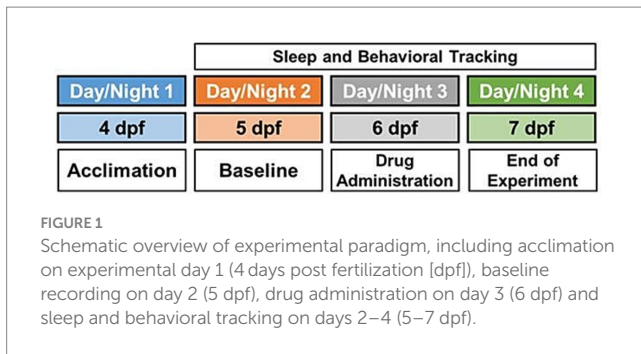 Sleep and Behavioral Tracking
Day/Night 1 Day/Night 2 Day/Night 3 Day/Night 4
4 dpf 5 dpf 6 dpf 7 dpf
Acclimation Baseline Drug Administration End of Experiment
FIGURE 1
Schematic overview of experimental paradigm, including acclimation
on experimental day 1 (4 days post fertilization [dpf]), baseline
recording on day 2 (5 dpf), drug administration on day 3 (6 dpf) and
sleep and behavioral tracking on days 2–4 (5–7 dpf).